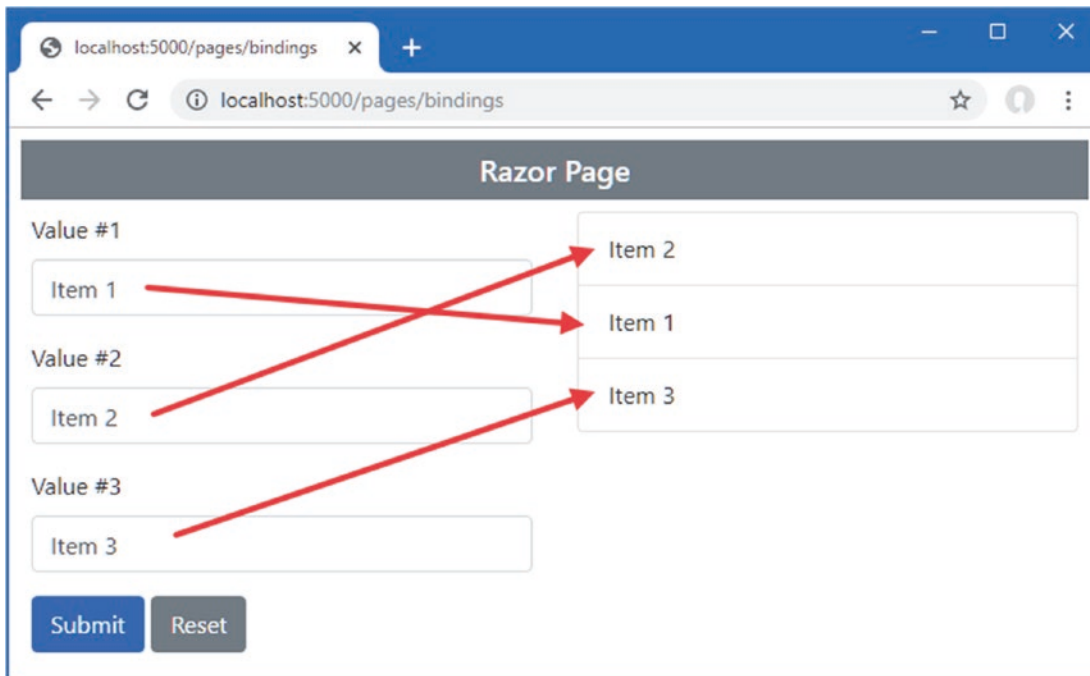 localhost:5000/pages/bindings
localhost:5000/pages/bindings
Razor Page
Value #1
Item 1
Value #2
Item 2
Value #3
Item 3
Submit Reset
Item 2
Item 1
Item 3